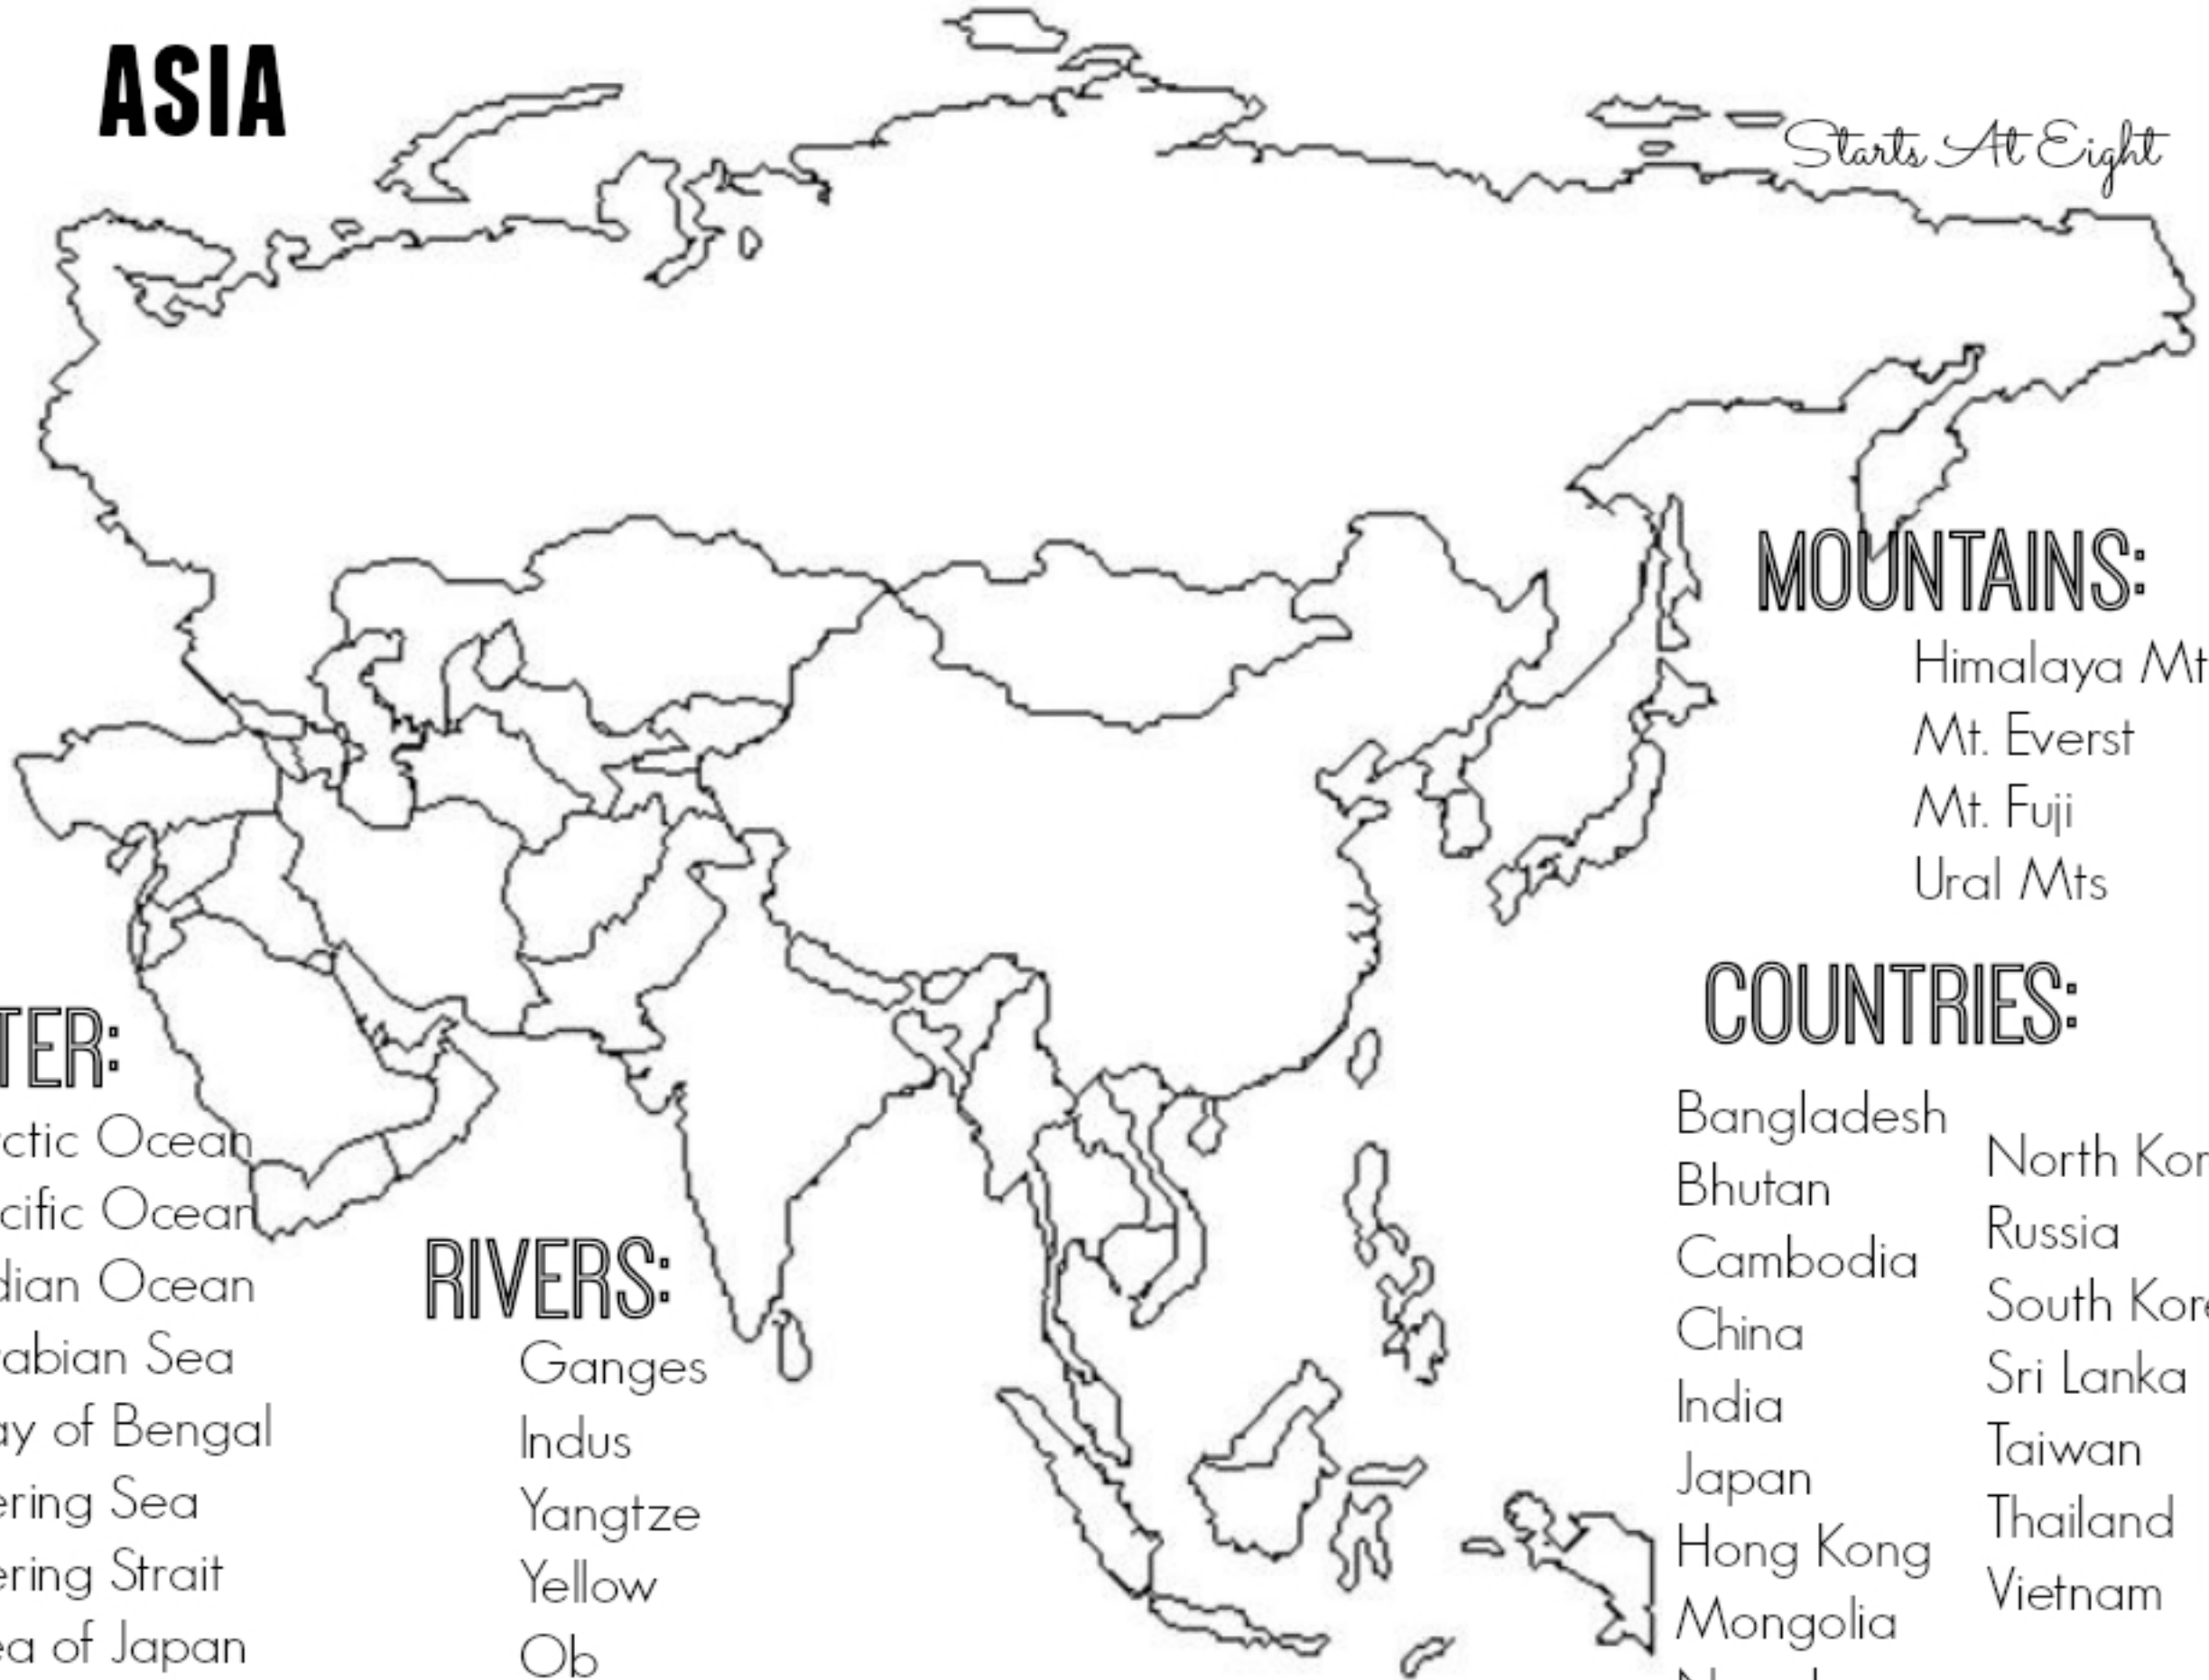 ASIA
Starts At Eight
MOUNTAINS:
Himalaya Mt
Mt. Everst
Mt. Fuji
Ural Mts
COUNTRIES:
Bangladesh
Bhutan
Cambodia
China
India
Japan
Hong Kong
Mongolia
North Kor
Russia
South Kore
Sri Lanka
Taiwan
Thailand
Vietnam
TER:
ctic Ocean
cific Ocean
dian Ocean
rabian Sea
ay of Bengal
ering Sea
ering Strait
ea of Japan
RIVERS:
Ganges
Indus
Yangtze
Yellow
Ob